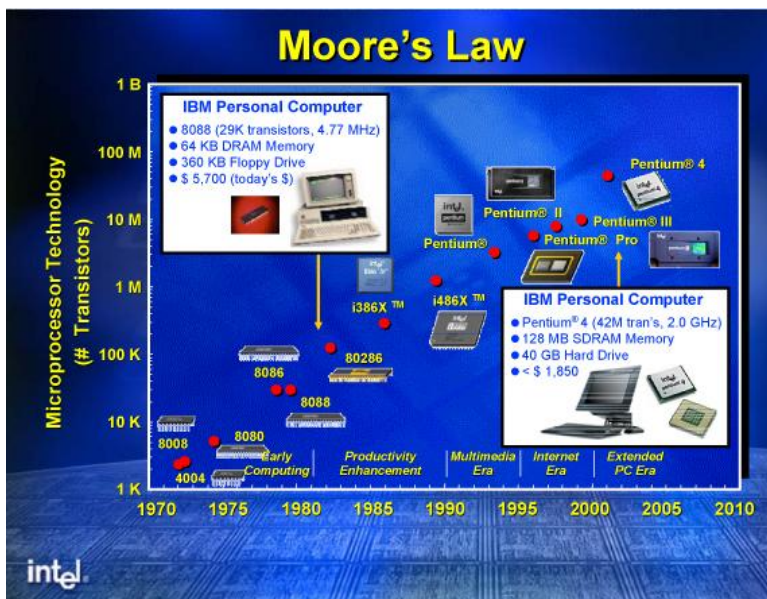 Moore's Law
Microprocessor Technology
(# Transistors)
1 B
100 M
10 M
1 M
100 K
10 K
1 K
IBM Personal Computer
● 8088 (29K transistors, 4.77 MHz)
● 64 KB DRAM Memory
● 360 KB Floppy Drive
● $ 5,700 (today's $)
Pentium® 4
Pentium® II
Pentium® III
Pentium®
Pentium® Pro
i386X ™
i486X ™
80286
8086
8088
8080
8008
4004
IBM Personal Computer
● Pentium® 4 (42M tran's, 2.0 GHz)
● 128 MB SDRAM Memory
● 40 GB Hard Drive
● < $ 1,850
Early
Computing
Productivity
Enhancement
Multimedia
Era
Internet
Era
Extended
PC Era
1970 1975 1980 1985 1990 1995 2000 2005 2010
intel.